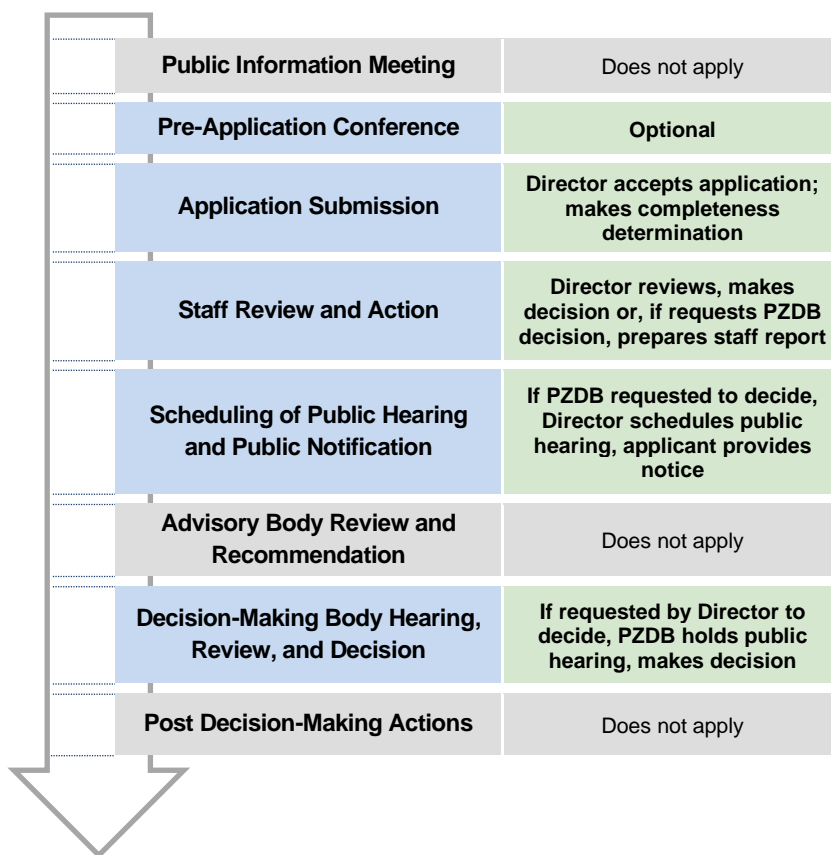 Public Information Meeting
Does not apply
Pre-Application Conference
Optional
Application Submission
Director accepts application;
makes completeness
determination
Staff Review and Action
Director reviews, makes
decision or, if requests PZDB
decision, prepares staff report
Scheduling of Public Hearing
and Public Notification
If PZDB requested to decide,
Director schedules public
hearing, applicant provides
notice
Advisory Body Review and
Recommendation
Does not apply
Decision-Making Body Hearing,
Review, and Decision
If requested by Director to
decide, PZDB holds public
hearing, makes decision
Post Decision-Making Actions
Does not apply